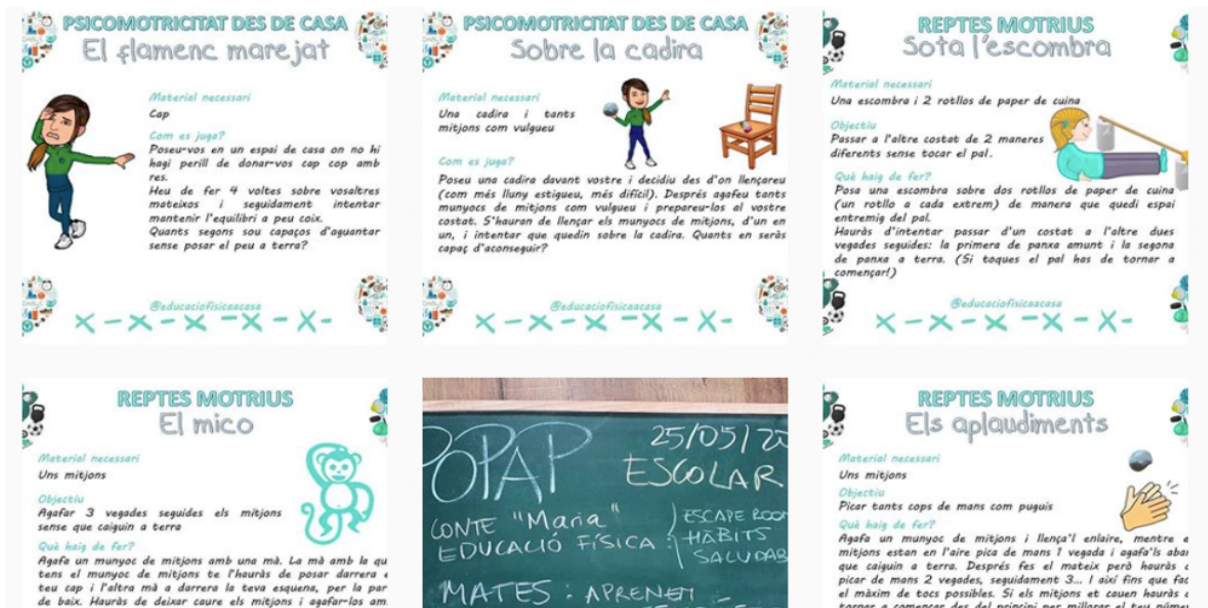 PSICOMOTRICITAT DES DE CASA
El flamenc marejat
Material necessari
Cap
Com es juga?
Poseu-vos en un espai de casa on no hi
hagi perill de donar-vos cap cop amb
res.
Heu de fer 4 voltes sobre vosaltres
mateixos i seguidament intentar
mantenir l'equilibri a peu coix.
Quants segons sou capaços d'aguantar
sense posar el peu a terra?
@educaciofisicaacasa
PSICOMOTRICITAT DES DE CASA
Sobre la cadira
Material necessari
Una cadira i tants
mitjons com vulgueu
Com es juga?
Poseu una cadira davant vostre i decidiu des d'on llençareu
(com més lluny estigueu, més difícil). Després agafeu tants
munyocs de mitjons com vulgueu i prepareu-los al vostre
costat. S'hauran de llençar els munyocs de mitjons, d'un en
un, i intentar que quedin sobre la cadira. Quants en seràs
capaç d'aconseguir?
@educaciofisicaacasa
REPTES MOTRIUS
Sota l'escombra
Material necessari
Una escombra i 2 rotllos de paper de cuina
Objectiu
Passar a l'altre costat de 2 maneres
diferents sense tocar el pal.
Què haig de fer?
Posa una escombra sobre dos rotllos de paper de cuina
(un rotllo a cada extrem) de manera que quedi espai
entremig del pal.
Hauràs d'intentar passar d'un costat a l'altre dues
vegades seguides: la primera de panxa amunt i la segona
de panxa a terra. (Si toques el pal has de tornar a
començar!)
@educaciofisicaacasa
REPTES MOTRIUS
El mico
Material necessari
Uns mitjons
Objectiu
Agafar 3 vegades seguides els mitjons
sense que caiguin a terra
Què haig de fer?
Agafa un munyoc de mitjons amb una mà. La mà amb la qu
tens el munyoc de mitjons te l'hauràs de posar darrera
teu cap i l'altra mà a darrera la teva esquena, per la par
de baix. Hauràs de deixar caure els mitjons i agafar-los am
POPAP 25/05/20
ESCOLAR
CONTE "Maria"
EDUCACIÓ FÍSICA :
ESCAPE ROOM
HÀBITS
SALUDAB
MATES : APRENEM
REPTES MOTRIUS
Els aplaudiments
Material necessari
Uns mitjons
Objectiu
Picar tants cops de mans com puguis
Què haig de fer?
Agafa un munyoc de mitjons i llença'l enlaire, mentre e
mitjons estan en l'aire pica de mans 1 vegada i agafa'ls aba
que caiguin a terra. Després fes el mateix però hauràs
picar de mans 2 vegades, seguidament 3... I així fins que fac
el màxim de tocs possibles. Si els mitjons et cauen hauràs
tornar a començar des del principi per millorar el teu núme